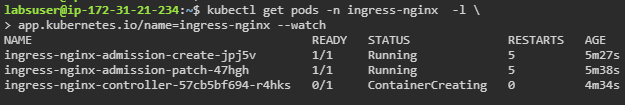 labsuser@ip-172-31-21-234:~$ kubectl get pods -n ingress-nginx  -l \
> app.kubernetes.io/name=ingress-nginx --watch
NAME                                        READY   STATUS              RESTARTS   AGE
ingress-nginx-admission-create-jpj5v        1/1     Running             5          5m27s
ingress-nginx-admission-patch-47hgh         1/1     Running             5          5m38s
ingress-nginx-controller-57cb5bf694-r4hks   0/1     ContainerCreating   0          4m34s